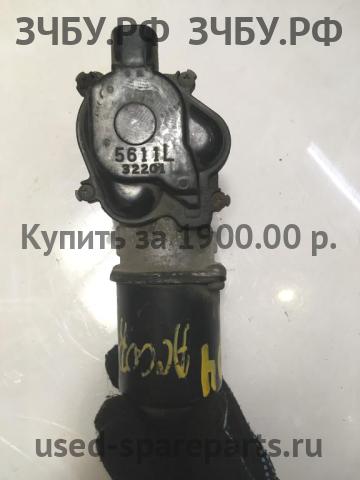 ЗЧБУ.РФ ЗЧБУ.РФ
5611L
32201
Купить за 1900.00 р.
used-spareparts.ru